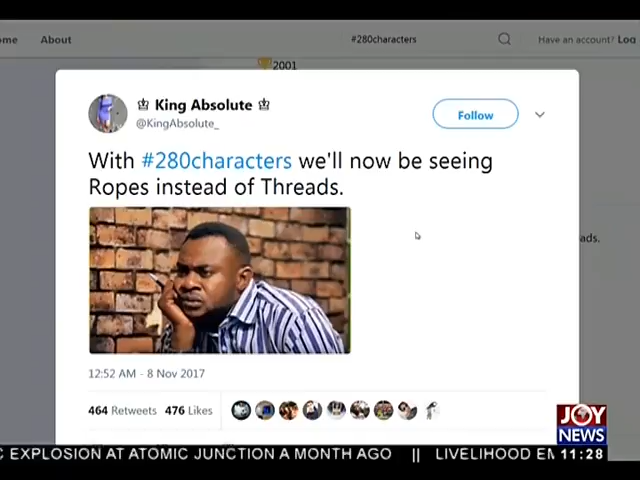 ome About #280characters Have an account? Log
2001
♔ King Absolute ♔
@KingAbsolute_
Follow
With #280characters we'll now be seeing
Ropes instead of Threads.
ads.
12:52 AM - 8 Nov 2017
464 Retweets 476 Likes
JOY
NEWS
C EXPLOSION AT ATOMIC JUNCTION A MONTH AGO || LIVELIHOOD EM 11:28